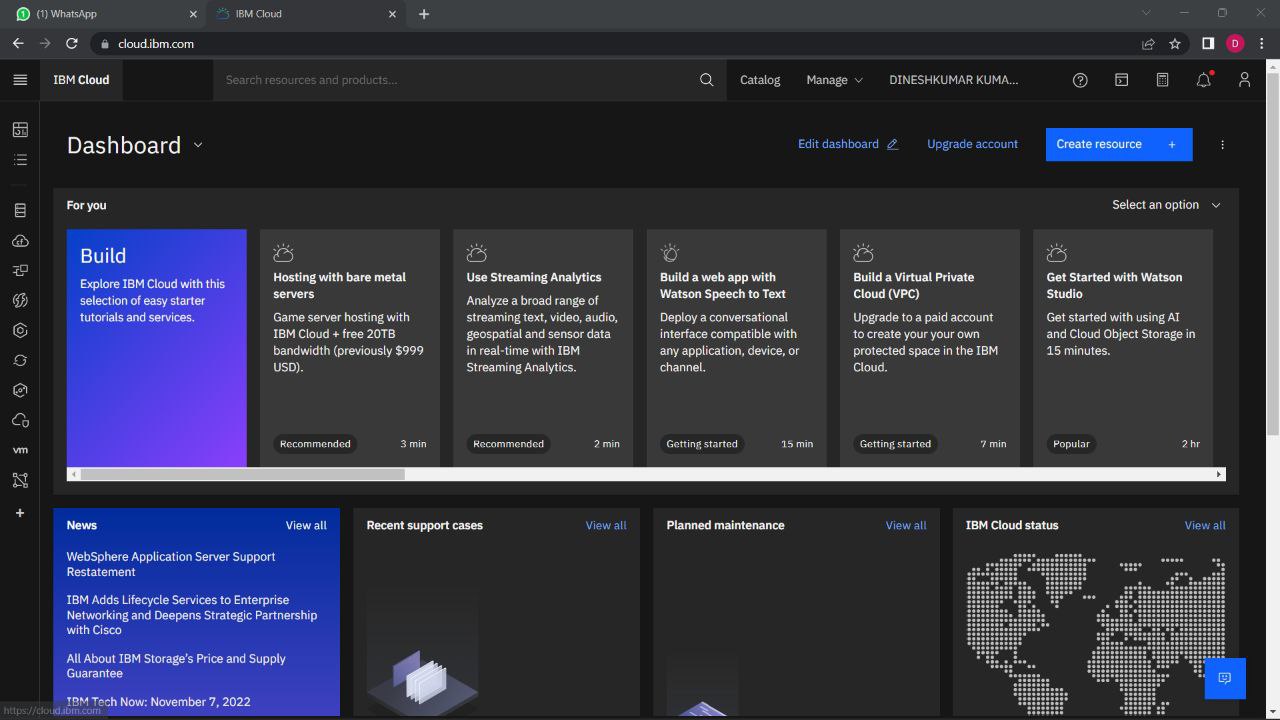 (1) WhatsApp
IBM Cloud
cloud.ibm.com
D
IBM Cloud
Search resources and products...
Catalog
Manage
DINESHKUMAR KUMA...
Dashboard
Edit dashboard
Upgrade account
Create resource +
For you
Select an option
Build
Explore IBM Cloud with this
selection of easy starter
tutorials and services.
Hosting with bare metal
servers
Game server hosting with
IBM Cloud + free 20TB
bandwidth (previously $999
USD).
Recommended
3 min
Use Streaming Analytics
Analyze a broad range of
streaming text, video, audio,
geospatial and sensor data
in real-time with IBM
Streaming Analytics.
Recommended
2 min
Build a web app with
Watson Speech to Text
Deploy a conversational
interface compatible with
any application, device, or
channel.
Getting started
15 min
Build a Virtual Private
Cloud (VPC)
Upgrade to a paid account
to create your your own
protected space in the IBM
Cloud.
Getting started
7 min
Get Started with Watson
Studio
Get started with using AI
and Cloud Object Storage in
15 minutes.
Popular
2 hr
vm
News
View all
WebSphere Application Server Support
Restatement
IBM Adds Lifecycle Services to Enterprise
Networking and Deepens Strategic Partnership
with Cisco
All About IBM Storage's Price and Supply
Guarantee
IBM Tech Now: November 7, 2022
Recent support cases
View all
Planned maintenance
View all
IBM Cloud status
View all
https://cloud.ibm.com